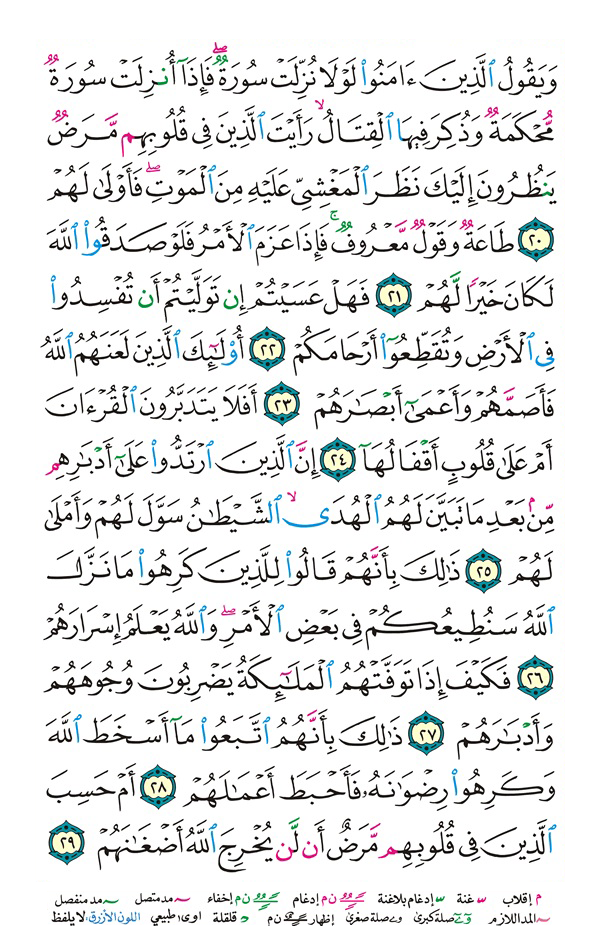 وَيَقُولُ ٱلَّذِينَ ءَامَنُوا۟ لَوْلَا نُزِّلَتْ سُورَةٌۖ فَإِذَآ أُنزِلَتْ سُورَةٌ
مُّحْكَمَةٌ وَذُكِرَ فِيهَا ٱلْقِتَالُۙ رَأَيْتَ ٱلَّذِينَ فِى قُلُوبِهِم مَّرَضٌ
يَنظُرُونَ إِلَيْكَ نَظَرَ ٱلْمَغْشِىِّ عَلَيْهِ مِنَ ٱلْمَوْتِۖ فَأَوْلَىٰ لَهُمْ
٢٠ طَاعَةٌ وَقَوْلٌ مَّعْرُوفٌۚ فَإِذَا عَزَمَ ٱلْأَمْرُ فَلَوْ صَدَقُوا۟ ٱللَّهَ
لَكَانَ خَيْرًا لَّهُمْ ٢١ فَهَلْ عَسَيْتُمْ إِن تَوَلَّيْتُمْ أَن تُفْسِدُوا۟
فِى ٱلْأَرْضِ وَتُقَطِّعُوٓا۟ أَرْحَامَكُمْ ٢٢ أُو۟لَٰٓئِكَ ٱلَّذِينَ لَعَنَهُمُ ٱللَّهُ
فَأَصَمَّهُمْ وَأَعْمَىٰٓ أَبْصَٰرَهُمْ ٢٣ أَفَلَا يَتَدَبَّرُونَ ٱلْقُرْءَانَ
أَمْ عَلَىٰ قُلُوبٍ أَقْفَالُهَآ ٢٤ إِنَّ ٱلَّذِينَ ٱرْتَدُّوا۟ عَلَىٰٓ أَدْبَٰرِهِم
مِّنۢ بَعْدِ مَا تَبَيَّنَ لَهُمُ ٱلْهُدَىۙ ٱلشَّيْطَٰنُ سَوَّلَ لَهُمْ وَأَمْلَىٰ
لَهُمْ ٢٥ ذَٰلِكَ بِأَنَّهُمْ قَالُوا۟ لِلَّذِينَ كَرِهُوا۟ مَا نَزَّلَ
ٱللَّهُ سَنُطِيعُكُمْ فِى بَعْضِ ٱلْأَمْرِۖ وَٱللَّهُ يَعْلَمُ إِسْرَارَهُمْ
٢٦ فَكَيْفَ إِذَا تَوَفَّتْهُمُ ٱلْمَلَٰٓئِكَةُ يَضْرِبُونَ وُجُوهَهُمْ
وَأَدْبَٰرَهُمْ ٢٧ ذَٰلِكَ بِأَنَّهُمُ ٱتَّبَعُوا۟ مَآ أَسْخَطَ ٱللَّهَ
وَكَرِهُوا۟ رِضْوَٰنَهُۥ فَأَحْبَطَ أَعْمَٰلَهُمْ ٢٨ أَمْ حَسِبَ
ٱلَّذِينَ فِى قُلُوبِهِم مَّرَضٌ أَن لَّن يُخْرِجَ ٱللَّهُ أَضْغَٰنَهُمْ ٢٩
م إقلاب غنة إدغام بلاغنة ن م إدغام ن م إخفاء مد متصل مد منفصل
المد اللازم صلة كبرى صلة صغرى إظهار ن م قلقلة اوى طبيعي اللون الأزرق: لا يلفظ